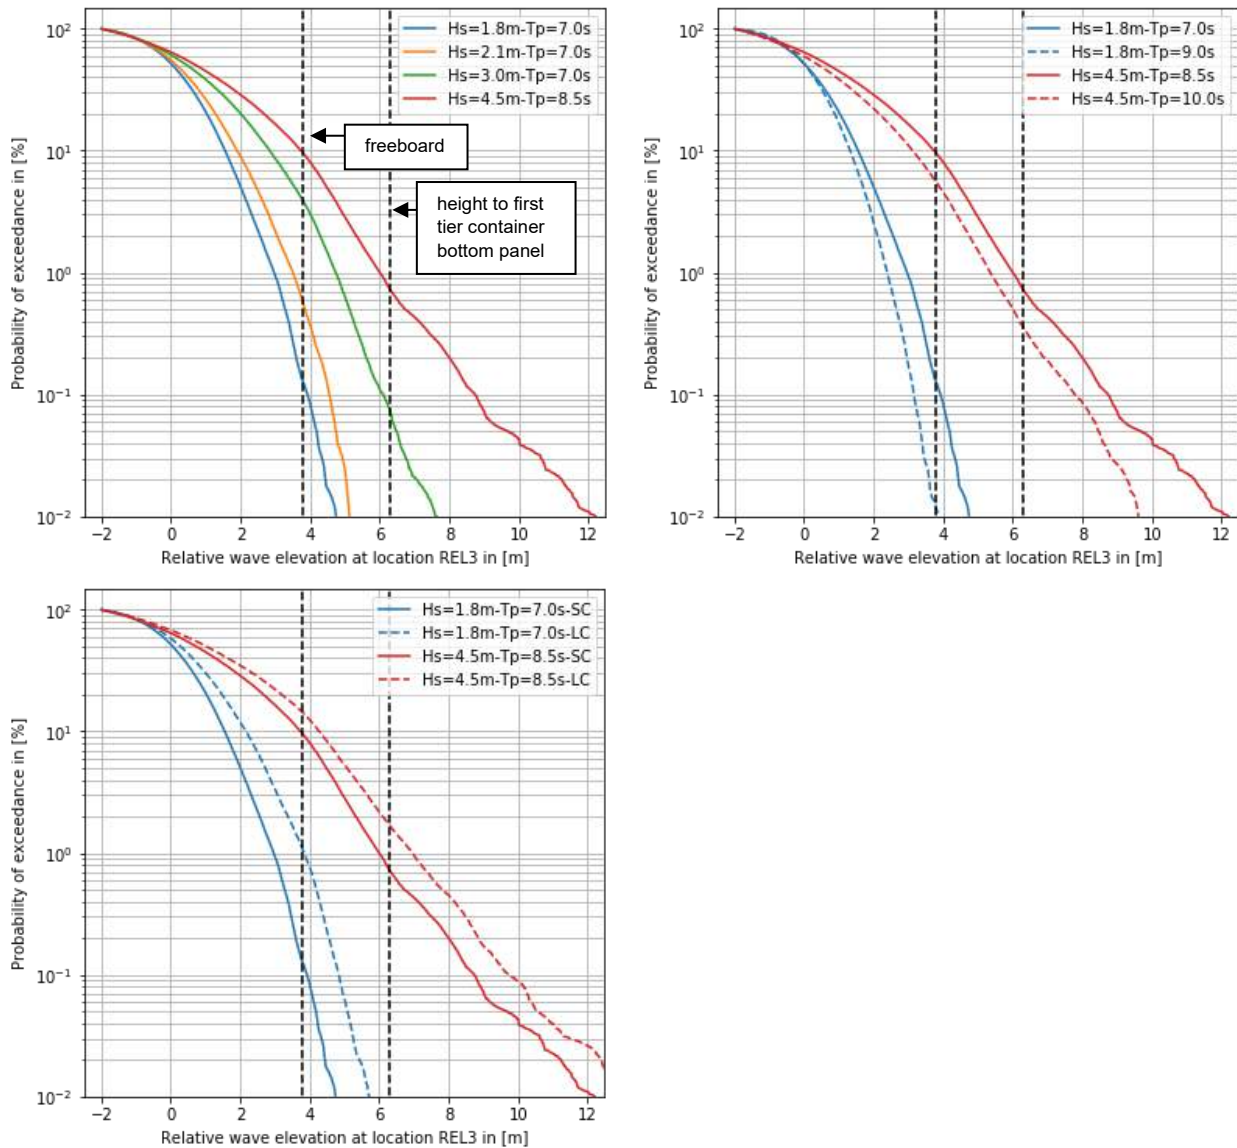 Probability of exceedance in [%]
10²
10¹
10⁰
10⁻¹
10⁻²
Hs=1.8m-Tp=7.0s
Hs=2.1m-Tp=7.0s
Hs=3.0m-Tp=7.0s
Hs=4.5m-Tp=8.5s
freeboard
height to first
tier container
bottom panel
−2 0 2 4 6 8 10 12
Relative wave elevation at location REL3 in [m]
Probability of exceedance in [%]
10²
10¹
10⁰
10⁻¹
10⁻²
Hs=1.8m-Tp=7.0s
Hs=1.8m-Tp=9.0s
Hs=4.5m-Tp=8.5s
Hs=4.5m-Tp=10.0s
−2 0 2 4 6 8 10 12
Relative wave elevation at location REL3 in [m]
Probability of exceedance in [%]
10²
10¹
10⁰
10⁻¹
10⁻²
Hs=1.8m-Tp=7.0s-SC
Hs=1.8m-Tp=7.0s-LC
Hs=4.5m-Tp=8.5s-SC
Hs=4.5m-Tp=8.5s-LC
−2 0 2 4 6 8 10 12
Relative wave elevation at location REL3 in [m]